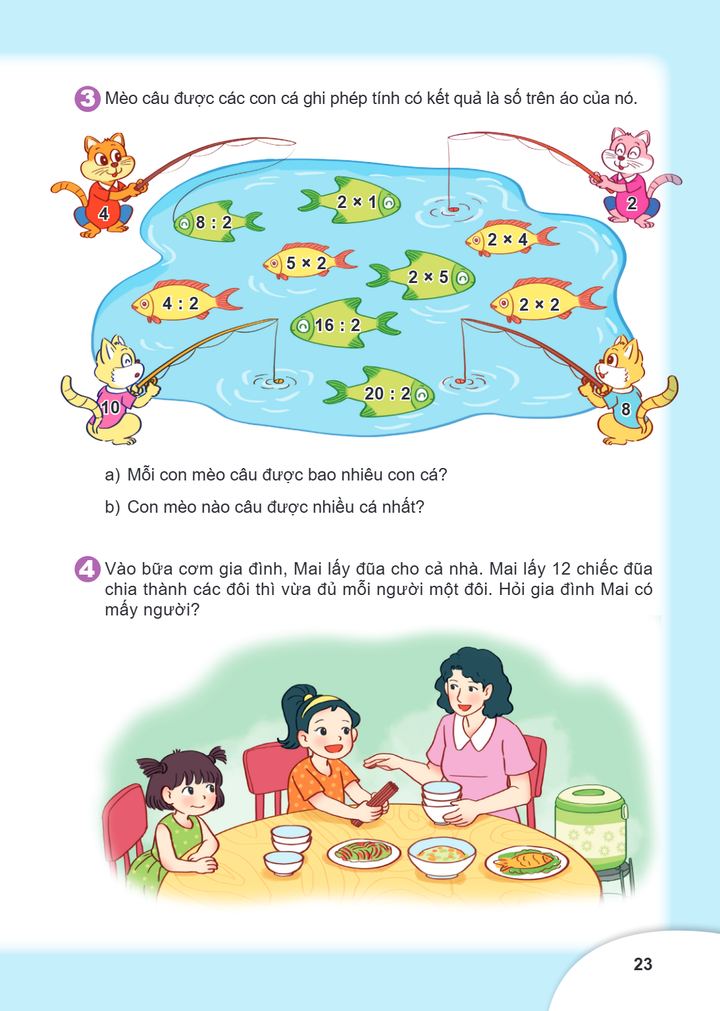 3 Mèo câu được các con cá ghi phép tính có kết quả là số trên áo của nó.
4
2
8 : 2
2 × 1
5 × 2
2 × 4
2 × 5
4 : 2
2 × 2
16 : 2
20 : 2
10
8
a) Mỗi con mèo câu được bao nhiêu con cá?
b) Con mèo nào câu được nhiều cá nhất?
4 Vào bữa cơm gia đình, Mai lấy đũa cho cả nhà. Mai lấy 12 chiếc đũa
chia thành các đôi thì vừa đủ mỗi người một đôi. Hỏi gia đình Mai có
mấy người?
23